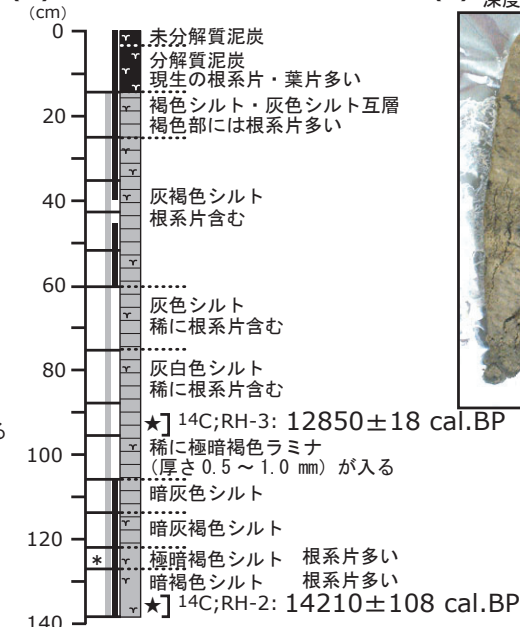 (cm)
深度
0
未分解質泥炭
分解質泥炭
現生の根系片・葉片多い
20
褐色シルト・灰色シルト互層
褐色部には根系片多い
40
灰褐色シルト
根系片含む
60
灰色シルト
稀に根系片含む
80
灰白色シルト
稀に根系片含む
★] ¹⁴C;RH-3: 12850±18 cal.BP
る
100
稀に極暗褐色ラミナ
(厚さ0.5～1.0 ㎜) が入る
暗灰色シルト
暗灰褐色シルト
120
* 極暗褐色シルト 根系片多い
暗褐色シルト 根系片多い
★] ¹⁴C;RH-2: 14210±108 cal.BP
140